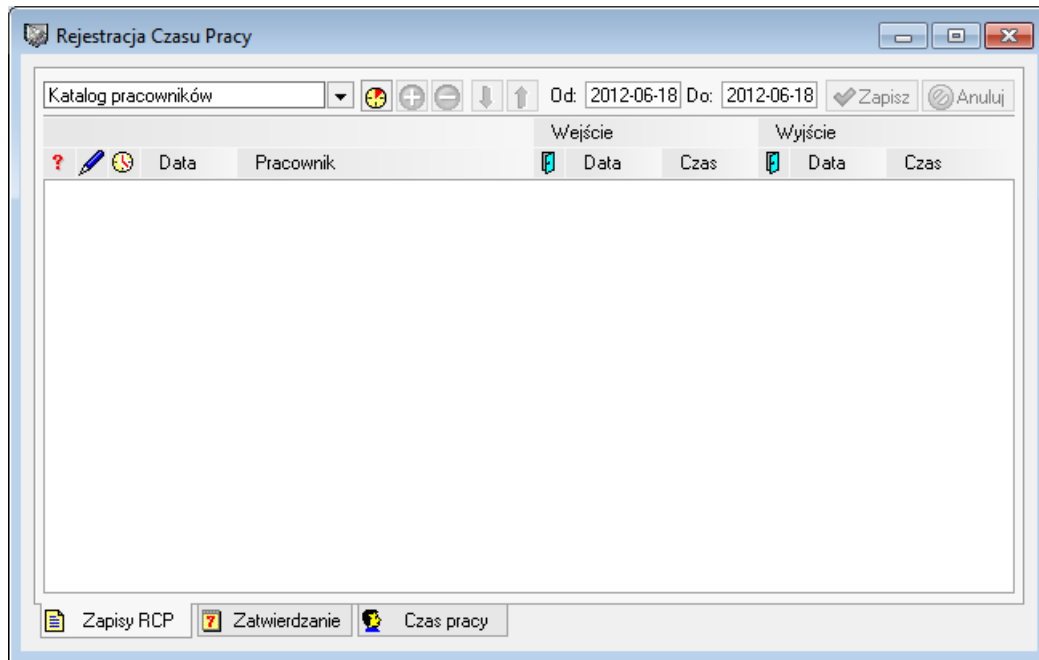 Rejestracja Czasu Pracy
Katalog pracowników Od: 2012-06-18 Do: 2012-06-18 Zapisz Anuluj
Wejście Wyjście
? Data Pracownik Data Czas Data Czas
Zapisy RCP ? Zatwierdzanie Czas pracy